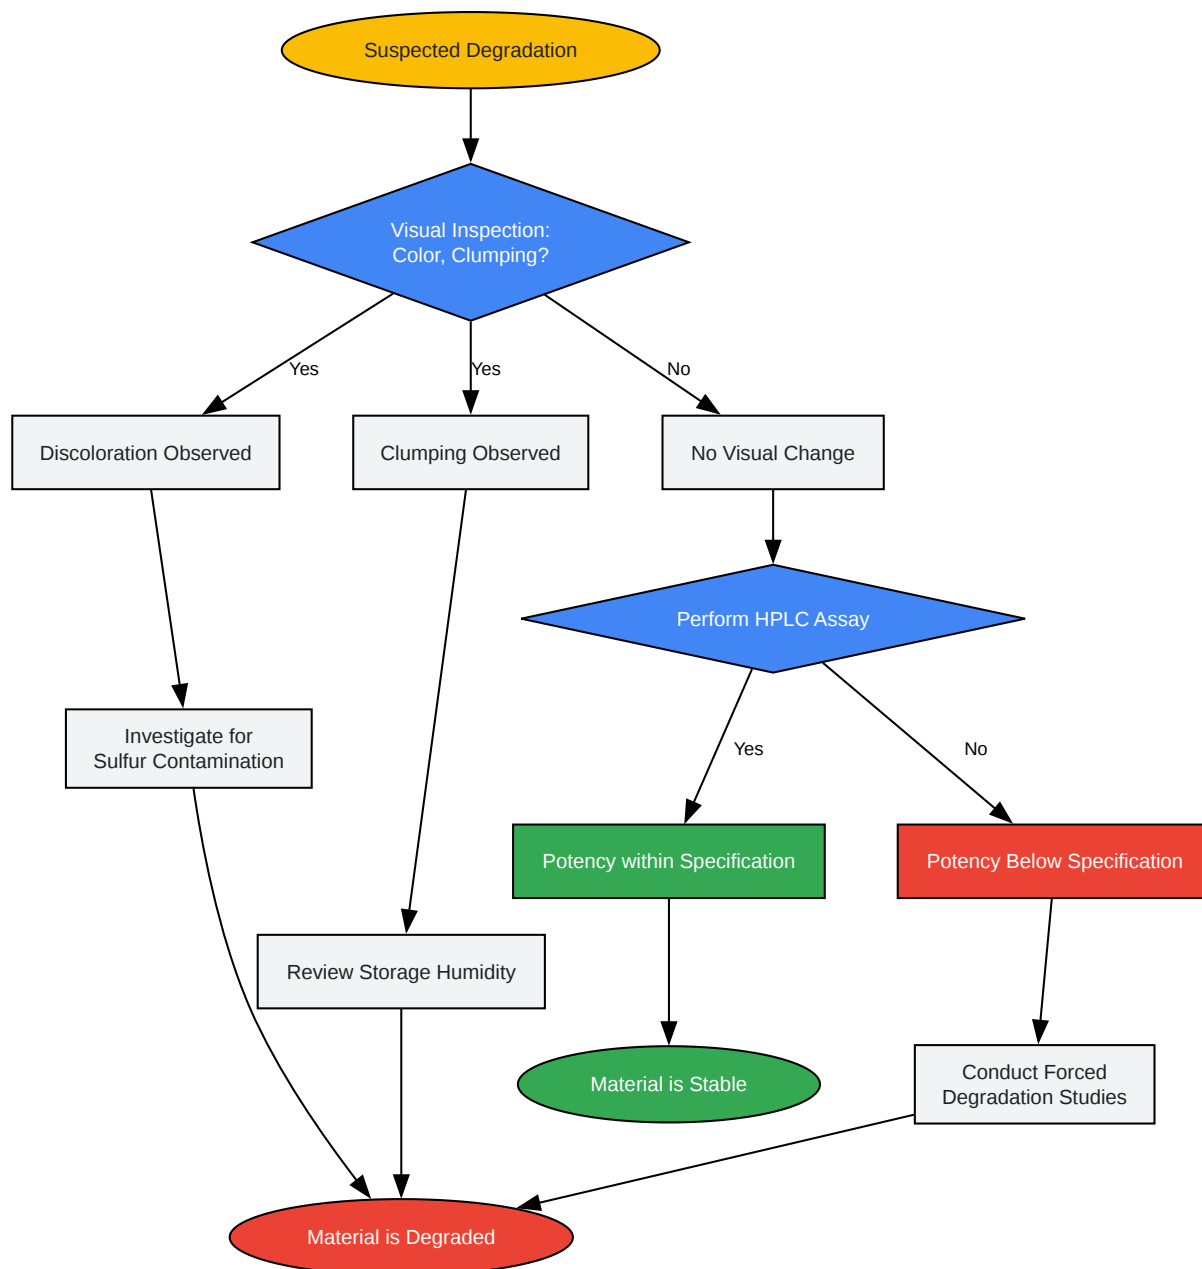 Suspected Degradation
Visual Inspection:
Color, Clumping?
Yes
Yes
No
Discoloration Observed
Clumping Observed
No Visual Change
Perform HPLC Assay
Investigate for
Sulfur Contamination
Yes
No
Potency within Specification
Potency Below Specification
Review Storage Humidity
Material is Stable
Conduct Forced
Degradation Studies
Material is Degraded